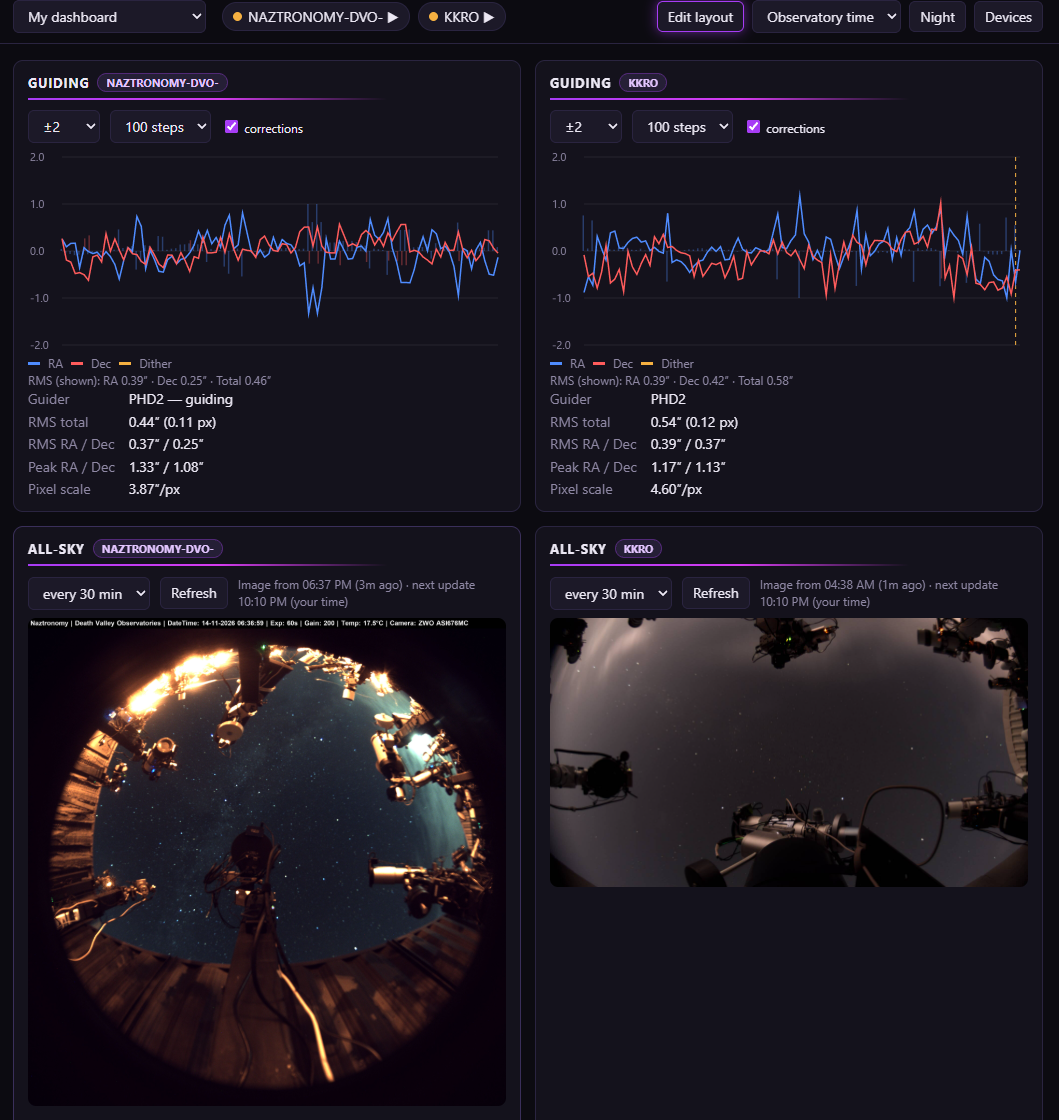 My dashboard NAZTRONOMY-DVO- ▶ KKRO ▶ Edit layout Observatory time Night Devices
GUIDING NAZTRONOMY-DVO-
±2 100 steps corrections
2.0
1.0
0.0
-1.0
-2.0
RA Dec Dither
RMS (shown): RA 0.39″ · Dec 0.25″ · Total 0.46″
Guider PHD2 — guiding
RMS total 0.44″ (0.11 px)
RMS RA / Dec 0.37″ / 0.25″
Peak RA / Dec 1.33″ / 1.08″
Pixel scale 3.87″/px
GUIDING KKRO
±2 100 steps corrections
2.0
1.0
0.0
-1.0
-2.0
RA Dec Dither
RMS (shown): RA 0.39″ · Dec 0.42″ · Total 0.58″
Guider PHD2
RMS total 0.54″ (0.12 px)
RMS RA / Dec 0.39″ / 0.37″
Peak RA / Dec 1.17″ / 1.13″
Pixel scale 4.60″/px
ALL-SKY NAZTRONOMY-DVO-
every 30 min Refresh Image from 06:37 PM (3m ago) · next update
10:10 PM (your time)
Naztronomy | Death Valley Observatories | DateTime: 14-11-2026 06:36:59 | Exp: 60s | Gain: 200 | Temp: 17.5°C | Camera: ZWO ASI676MC
ALL-SKY KKRO
every 30 min Refresh Image from 04:38 AM (1m ago) · next update
10:10 PM (your time)